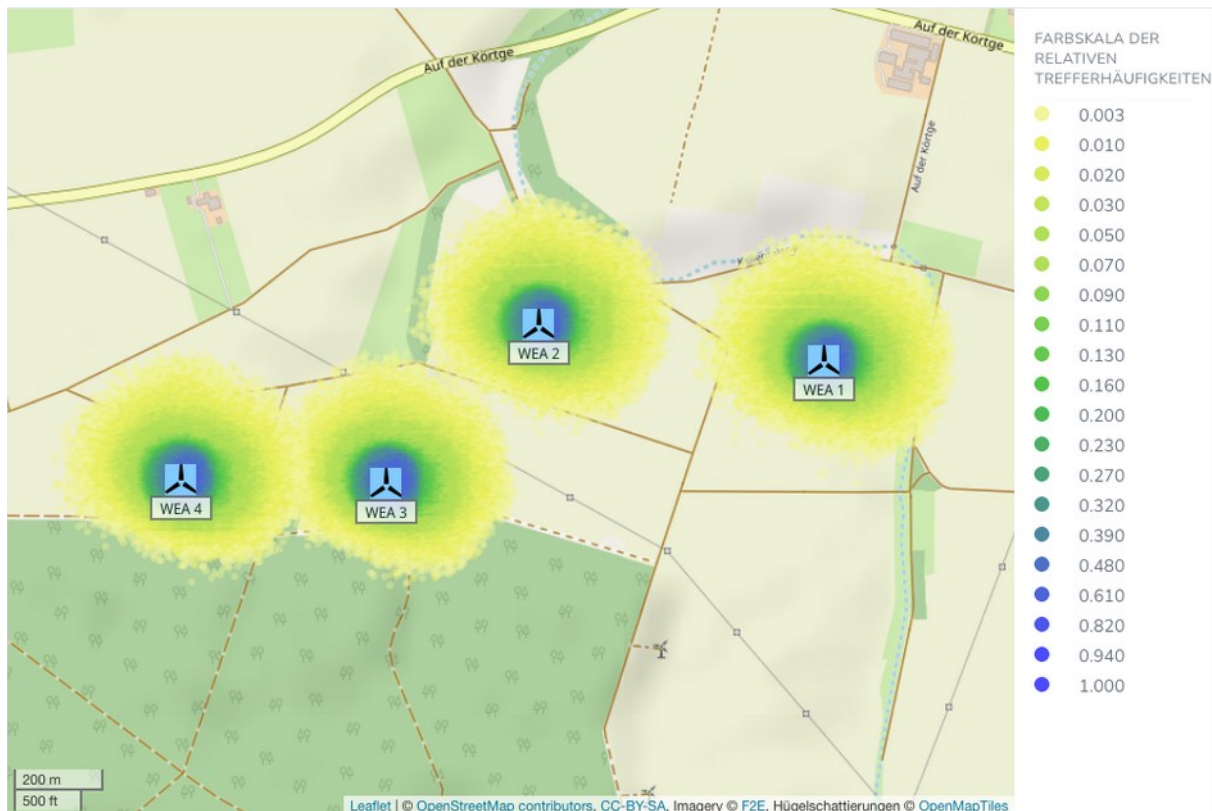 Auf der Körtge
Auf der Körtge
Auf der Körtge
WEA 2
WEA 1
WEA 4
WEA 3
200 m
500 ft
Leaflet | © OpenStreetMap contributors, CC-BY-SA, Imagery © F2E, Hügelschattierungen © OpenMapTiles
FARBSKALA DER
RELATIVEN
TREFFERHÄUFIGKEITEN
0.003
0.010
0.020
0.030
0.050
0.070
0.090
0.110
0.130
0.160
0.200
0.230
0.270
0.320
0.390
0.480
0.610
0.820
0.940
1.000